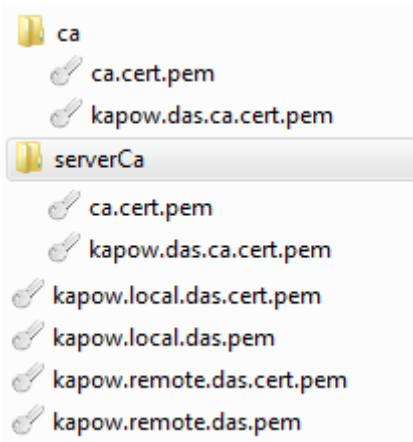 ca
ca.cert.pem
kapow.das.ca.cert.pem
serverCa
ca.cert.pem
kapow.das.ca.cert.pem
kapow.local.das.cert.pem
kapow.local.das.pem
kapow.remote.das.cert.pem
kapow.remote.das.pem